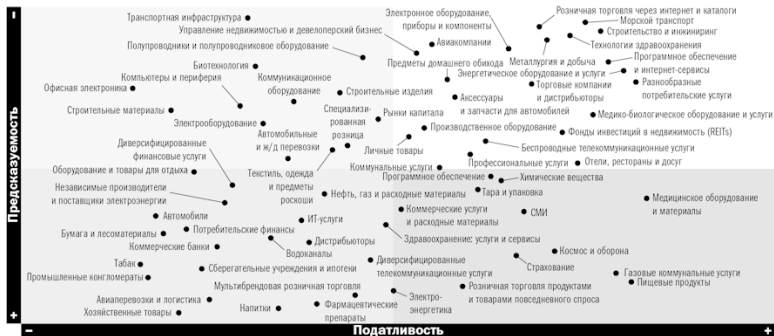 Транспортная инфраструктура
Управление недвижимостью и девелоперский бизнес
Полупроводники и полупроводниковое оборудование
Электронное оборудование,
приборы и компоненты
Авиакомпании
Розничная торговля через интернет и каталоги
Морской транспорт
Строительство и инжиниринг
Технологии здравоохранения
Металлургия и добыча
Программное обеспечение
и интернет-сервисы
Предметы домашнего обихода
Энергетическое оборудование и услуги
Биотехнология
Компьютеры и периферия
Коммуникационное
оборудование
Офисная электроника
Строительные изделия
Торговые компании
и дистрибьюторы
Разнообразные
потребительские услуги
Аксессуары
и запчасти для автомобилей
Строительные материалы
Специализи-
рованная
розница
Рынки капитала
Медико-биологическое оборудование и услуги
Электрооборудование
Производственное оборудование
Фонды инвестиций в недвижимость (REITs)
Автомобильные
и ж/д перевозки
Личные товары
Беспроводные телекоммуникационные услуги
Диверсифицированные
финансовые услуги
Профессиональные услуги
Отели, рестораны и досуг
Оборудование и товары для отдыха
Текстиль, одежда
и предметы
роскоши
Коммунальные услуги
Программное обеспечение
Химические вещества
Независимые производители
и поставщики электроэнергии
Нефть, газ и расходные материалы
Тара и упаковка
Медицинское оборудование
и материалы
Автомобили
Коммерческие услуги
и расходные материалы
СМИ
Потребительские финансы
ИТ-услуги
Бумага и лесоматериалы
Здравоохранение: услуги и сервисы
Коммерческие банки
Водоканалы
Дистрибьюторы
Космос и оборона
Табак
Сберегательные учреждения и ипотеки
Диверсифицированные
телекоммуникационные услуги
Страхование
Промышленные конгломераты
Газовые коммунальные услуги
Пищевые продукты
Мультибрендовая розничная торговля
Авиаперевозки и логистика
Электро-
энергетика
Розничная торговля продуктами
и товарами повседневного спроса
Хозяйственные товары
Напитки
Фармацевтические
препараты
Предсказуемость
Податливость